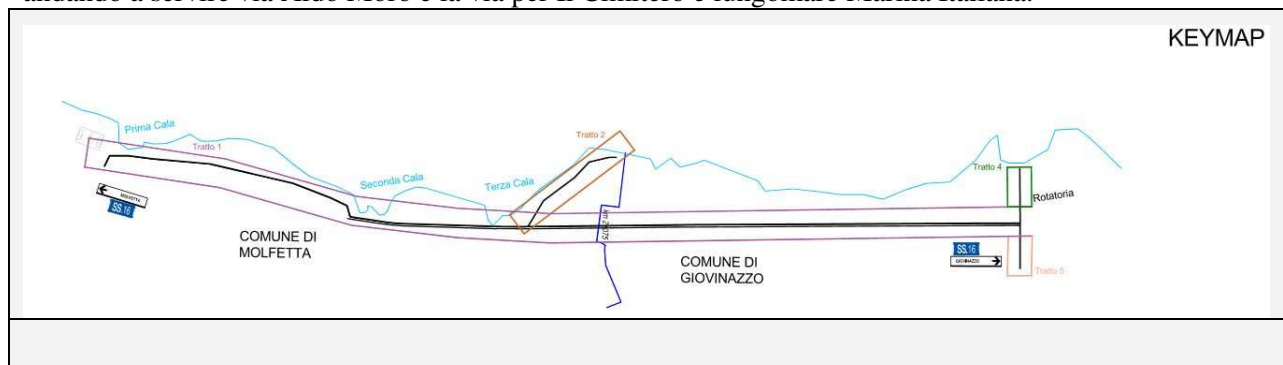 andando a servire via Aldo Moro e la via per il Cimitero e lungomare Marina Italiana.
KEYMAP
Prima Cala
Tratto 1
Tratto 2
Seconda Cala
Terza Cala
Tratto 4
Rotatoria
MOLFETTA
SS.16
COMUNE DI
MOLFETTA
COMUNE DI
GIOVINAZZO
SS.16
GIOVINAZZO
Tratto 5